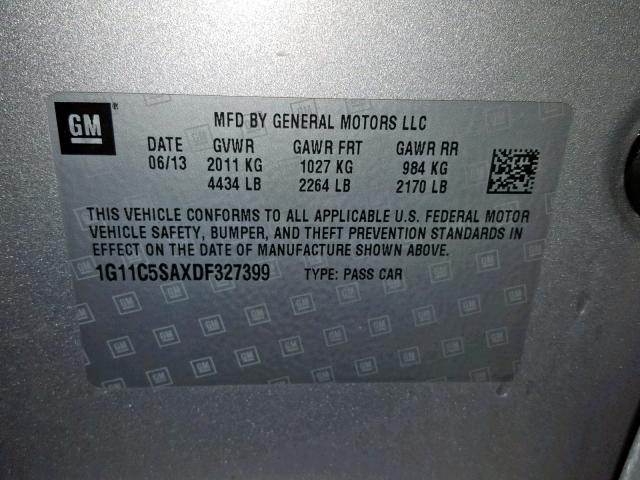 GM®
MFD BY GENERAL MOTORS LLC
DATE GVWR GAWR FRT GAWR RR
06/13 2011 KG 1027 KG 984 KG
4434 LB 2264 LB 2170 LB
THIS VEHICLE CONFORMS TO ALL APPLICABLE U.S. FEDERAL MOTOR
VEHICLE SAFETY, BUMPER, AND THEFT PREVENTION STANDARDS IN
EFFECT ON THE DATE OF MANUFACTURE SHOWN ABOVE.
1G11C5SAXDF327399 TYPE: PASS CAR